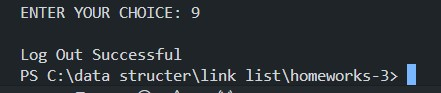 ENTER YOUR CHOICE: 9
Log Out Successful
PS C:\data structer\link list\homeworks-3>